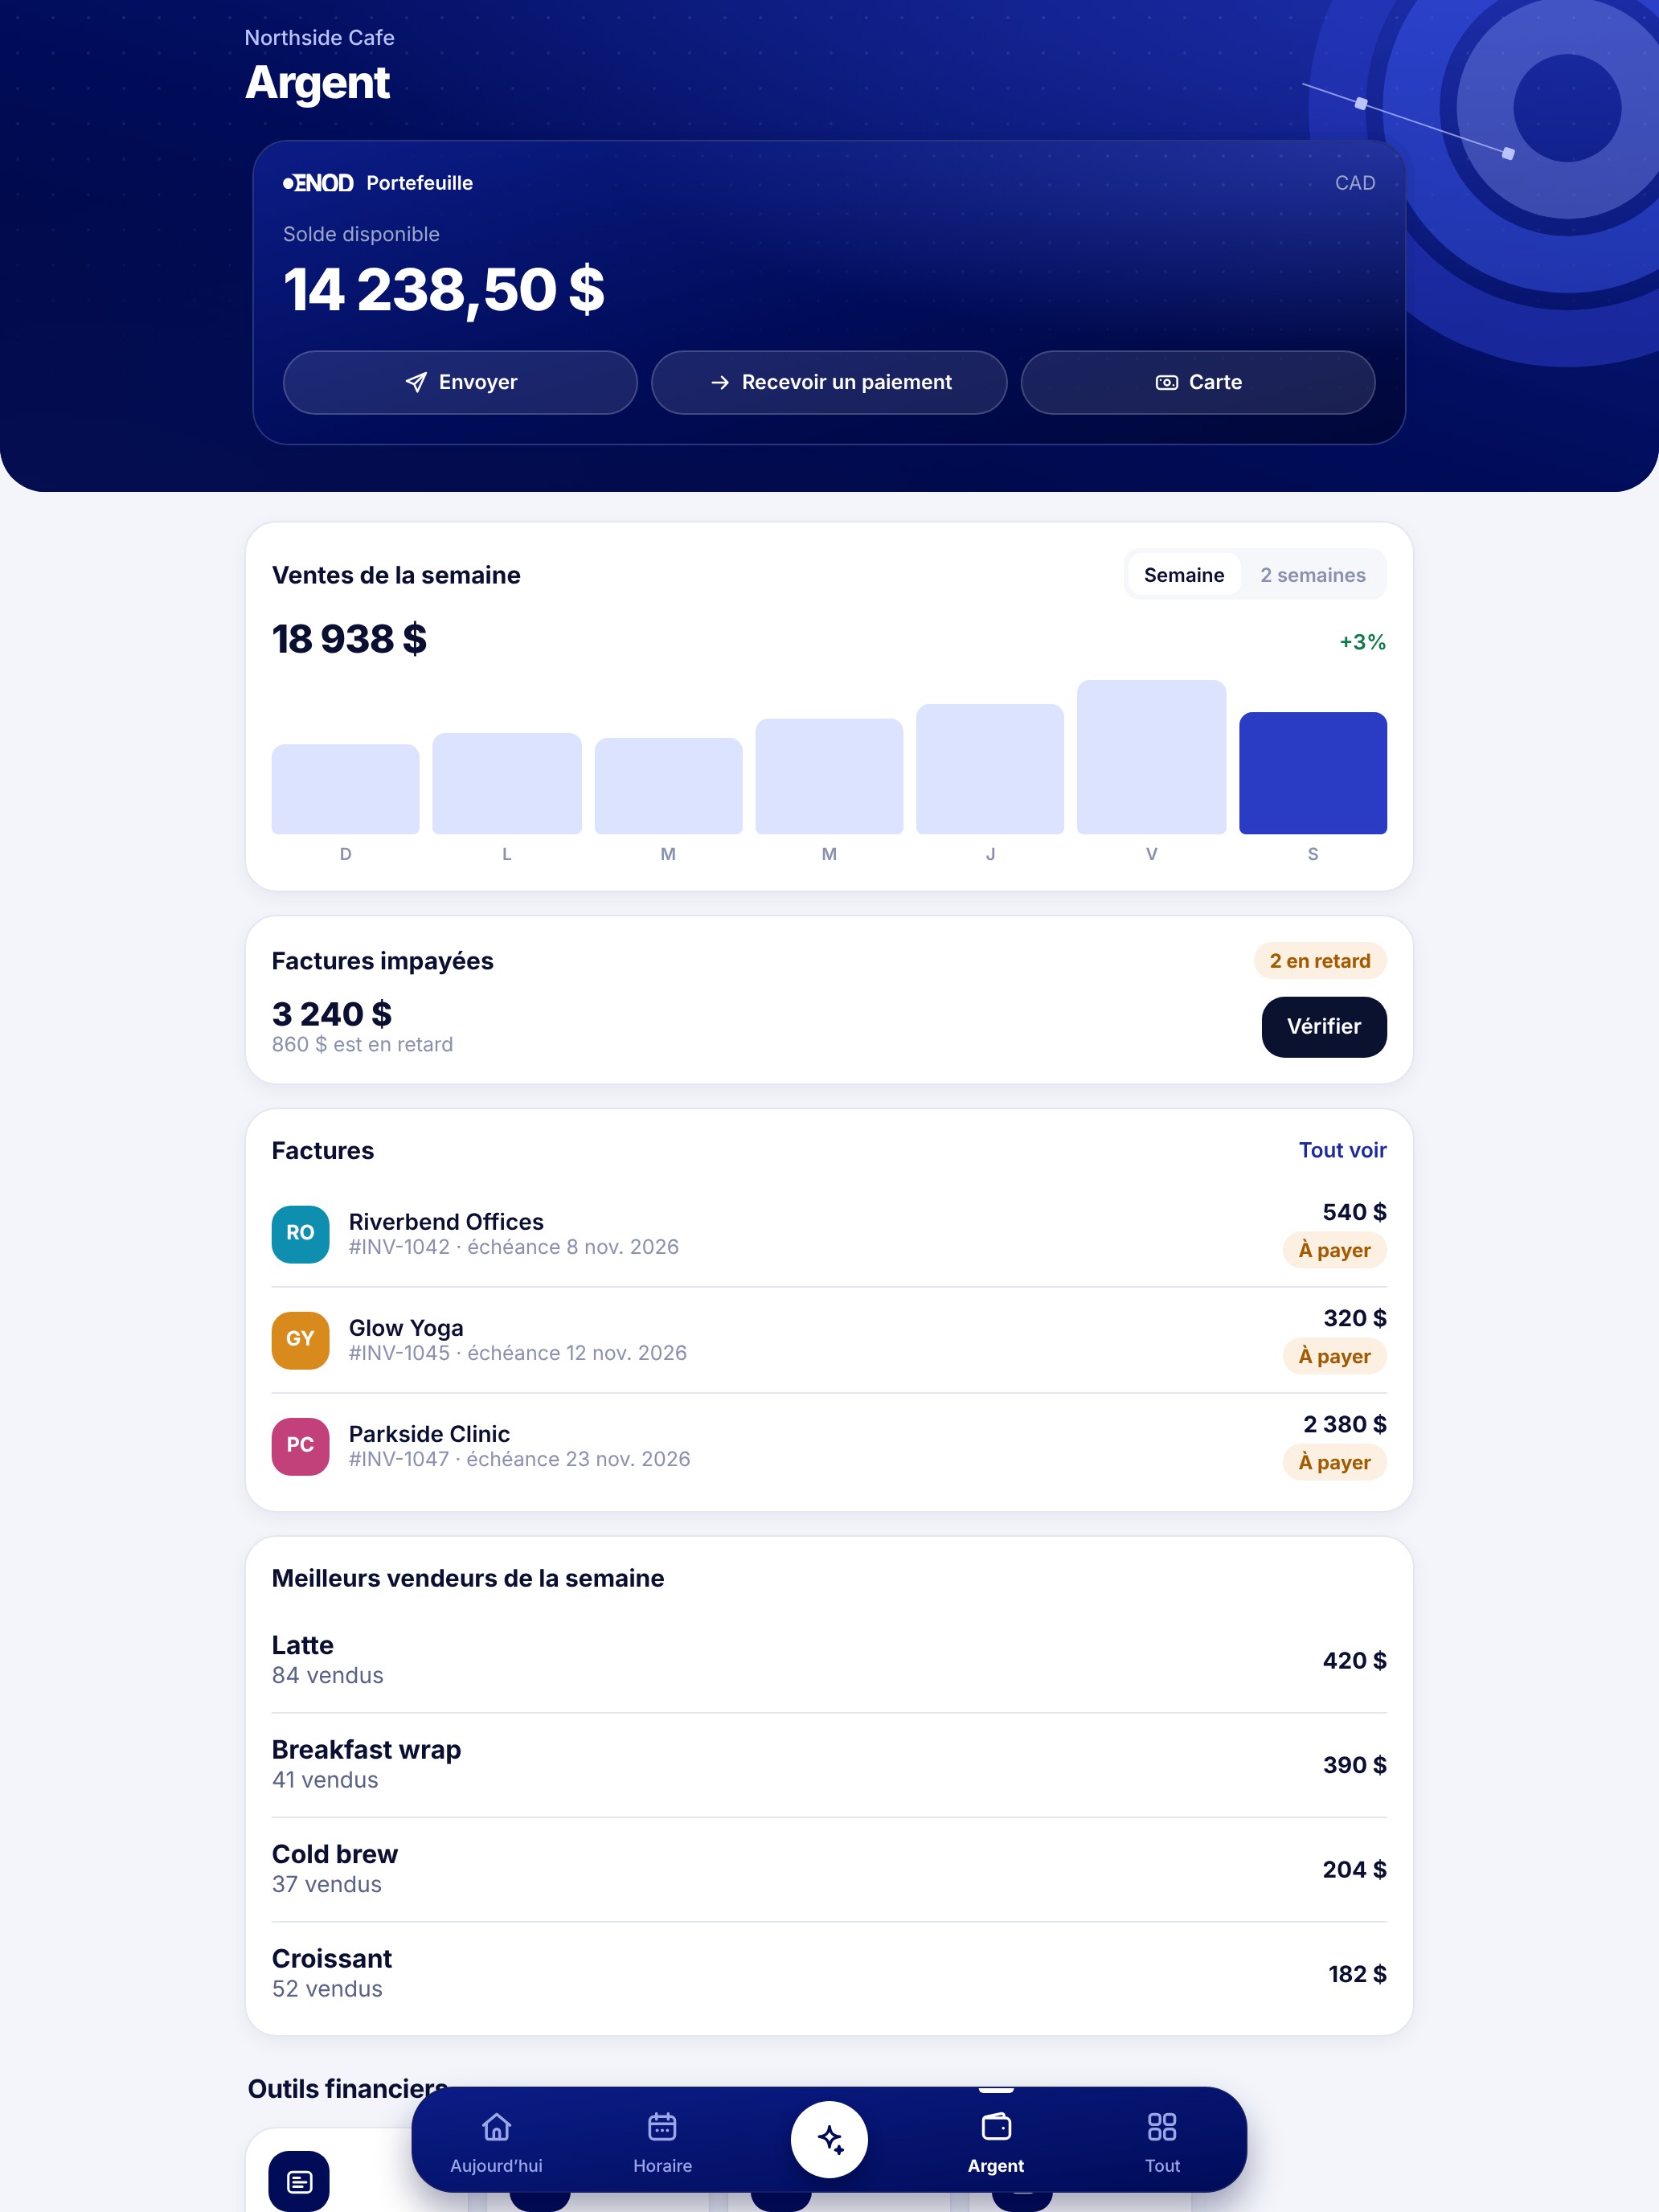 Northside Cafe
Argent
ENOD Portefeuille
CAD
Solde disponible
14 238,50 $
Envoyer
Recevoir un paiement
Carte
Ventes de la semaine
Semaine
2 semaines
18 938 $
+3%
D L M M J V S
Factures impayées
2 en retard
3 240 $
860 $ est en retard
Vérifier
Factures
Tout voir
RO
Riverbend Offices
#INV-1042 · échéance 8 nov. 2026
540 $
À payer
GY
Glow Yoga
#INV-1045 · échéance 12 nov. 2026
320 $
À payer
PC
Parkside Clinic
#INV-1047 · échéance 23 nov. 2026
2 380 $
À payer
Meilleurs vendeurs de la semaine
Latte
84 vendus
420 $
Breakfast wrap
41 vendus
390 $
Cold brew
37 vendus
204 $
Croissant
52 vendus
182 $
Outils financiers
Aujourd’hui
Horaire
Argent
Tout